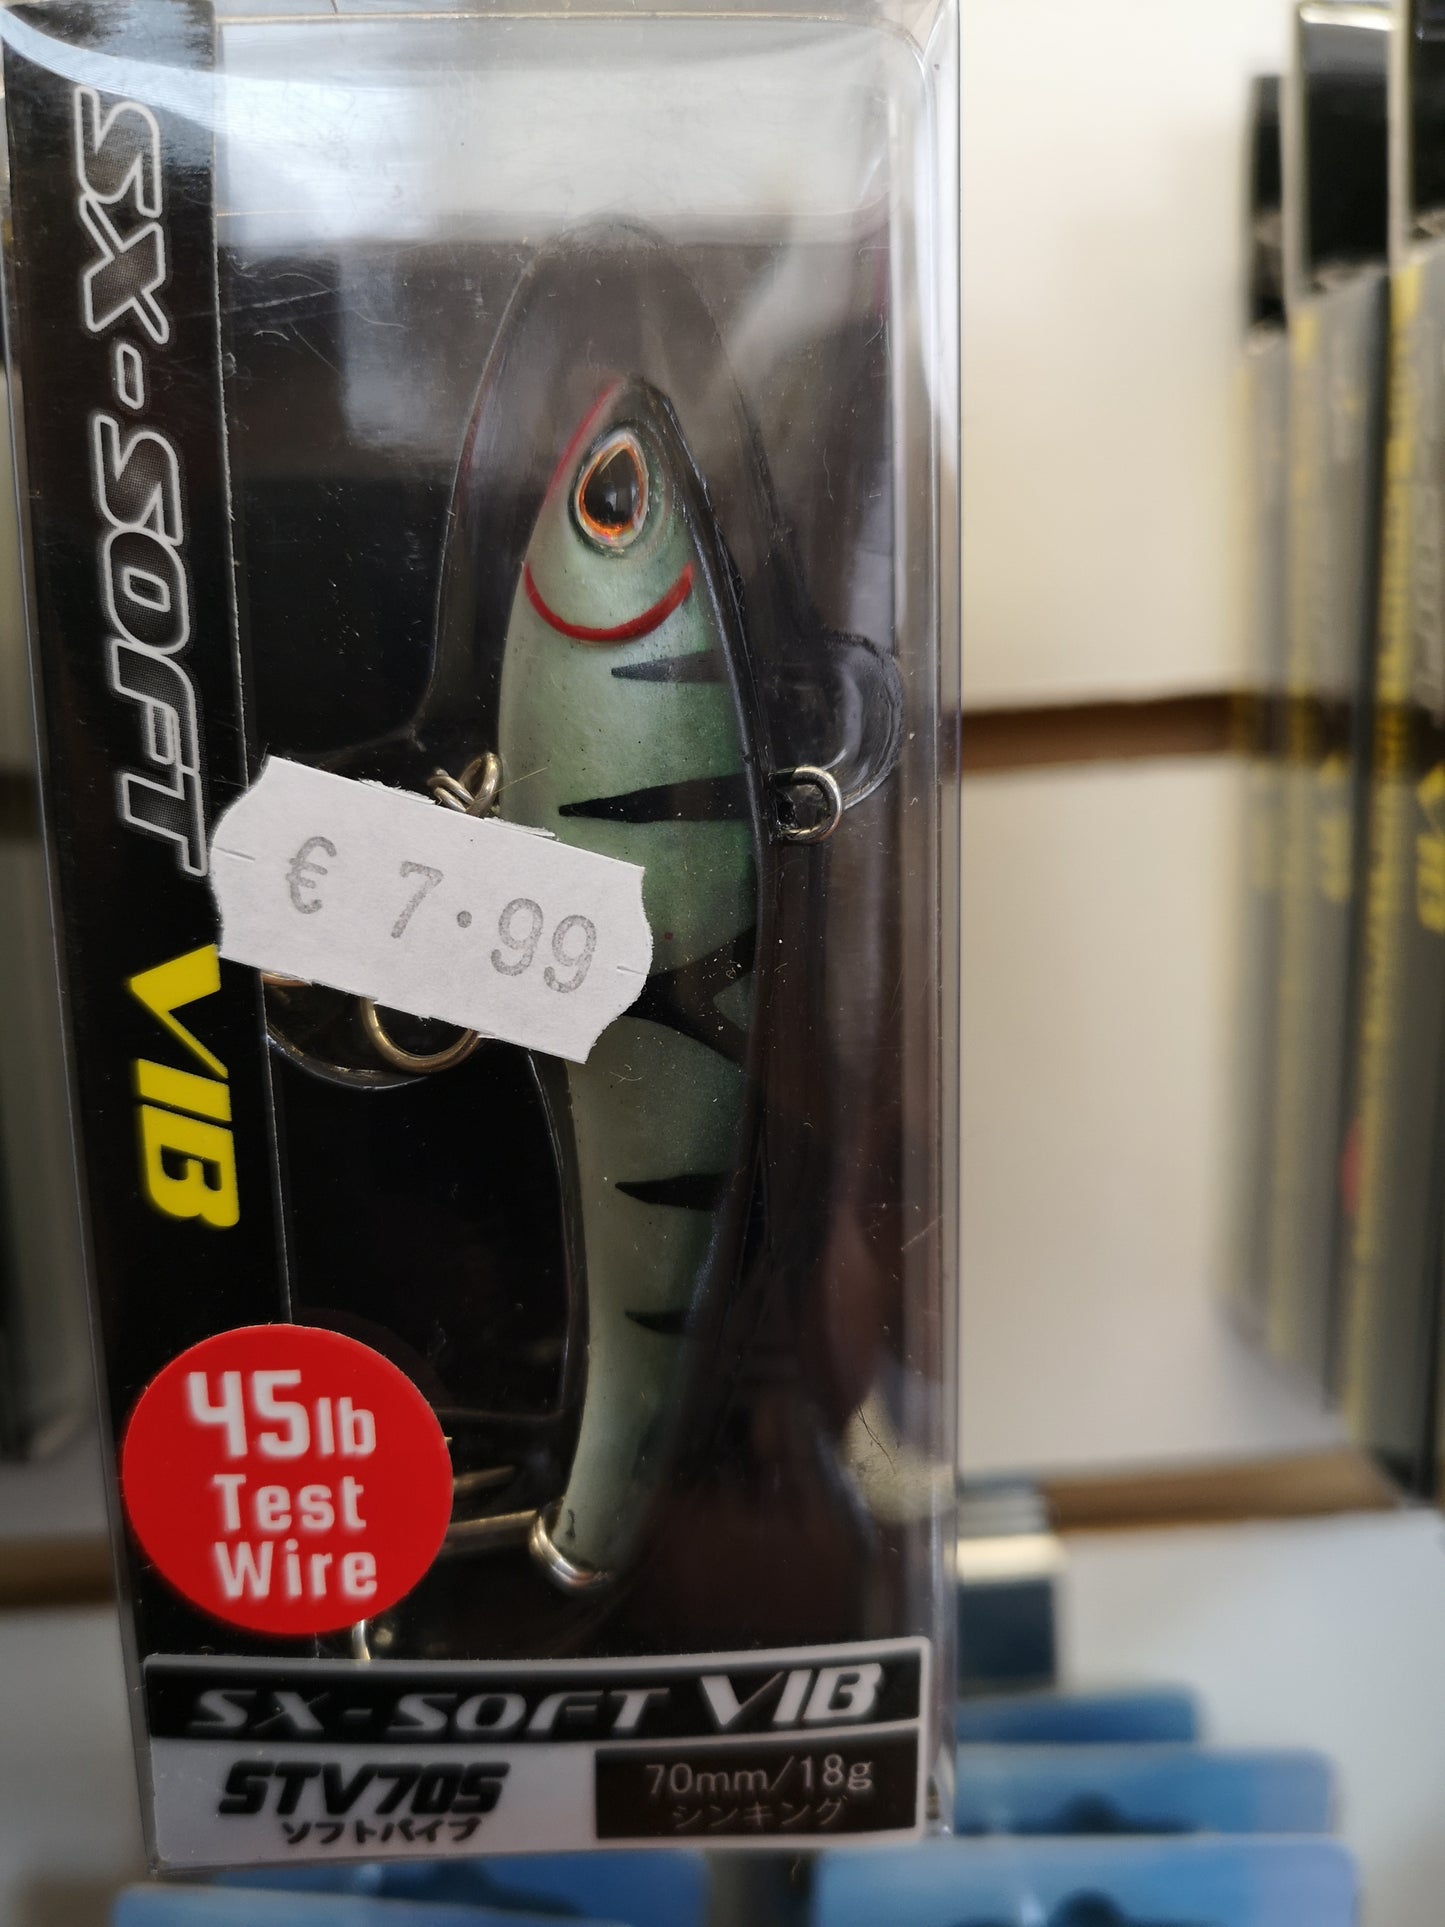 SX-SOFT VIB
€ 7.99
45lb
Test
Wire
SX-SOFT VIB
STV70S
ソフトバイブ
70mm/18g
シンキング